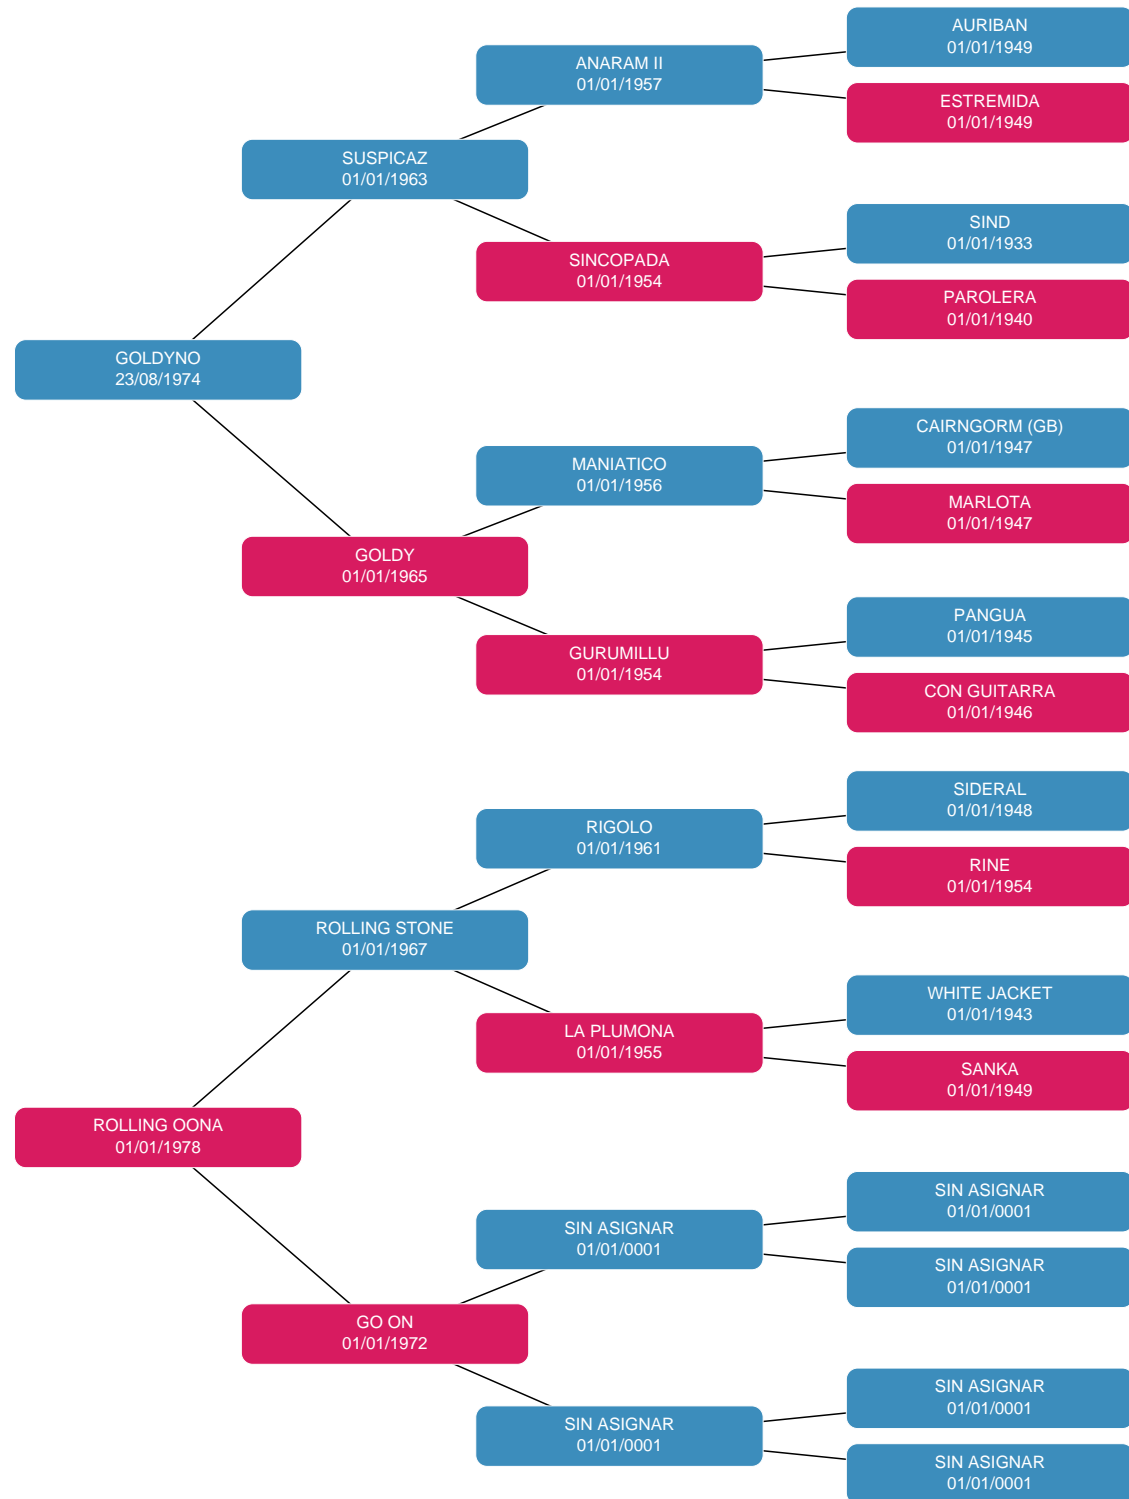 AURIBAN
01/01/1949
ANARAM II
01/01/1957
ESTREMIDA
01/01/1949
SUSPICAZ
01/01/1963
SIND
01/01/1933
SINCOPADA
01/01/1954
PAROLERA
01/01/1940
GOLDYNO
23/08/1974
CAIRNGORM (GB)
01/01/1947
MANIATICO
01/01/1956
MARLOTA
01/01/1947
GOLDY
01/01/1965
PANGUA
01/01/1945
GURUMILLU
01/01/1954
CON GUITARRA
01/01/1946
SIDERAL
01/01/1948
RIGOLO
01/01/1961
RINE
01/01/1954
ROLLING STONE
01/01/1967
WHITE JACKET
01/01/1943
LA PLUMONA
01/01/1955
SANKA
01/01/1949
ROLLING OONA
01/01/1978
SIN ASIGNAR
01/01/0001
SIN ASIGNAR
01/01/0001
SIN ASIGNAR
01/01/0001
GO ON
01/01/1972
SIN ASIGNAR
01/01/0001
SIN ASIGNAR
01/01/0001
SIN ASIGNAR
01/01/0001